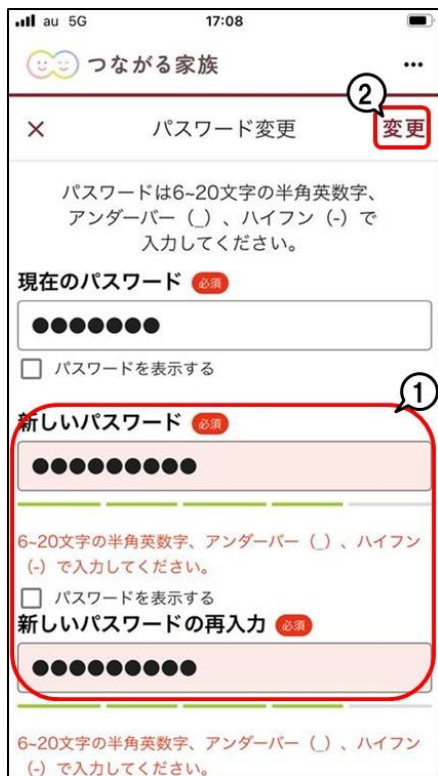 au 5G 17:08
つながる家族 •••
②
× パスワード変更 変更
パスワードは6~20文字の半角英数字、
アンダーバー（_）、ハイフン（-）で
入力してください。
現在のパスワード 必須
●●●●●●●
パスワードを表示する
①
新しいパスワード 必須
●●●●●●●●●
6~20文字の半角英数字、アンダーバー（_）、ハイフン
（-）で入力してください。
パスワードを表示する
新しいパスワードの再入力 必須
●●●●●●●●●
6~20文字の半角英数字、アンダーバー（_）、ハイフン
（-）で入力してください。